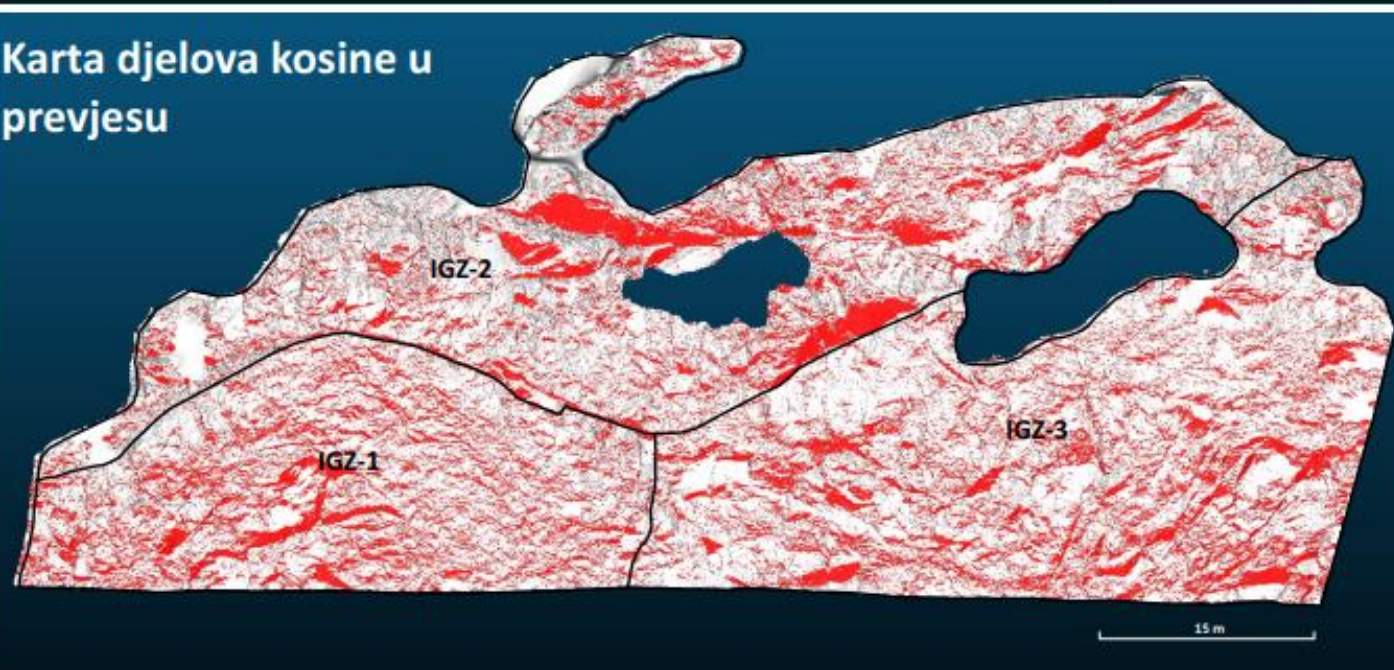 Karta djelova kosine u
prevjesu
IGZ-2
IGZ-3
IGZ-1
15 m